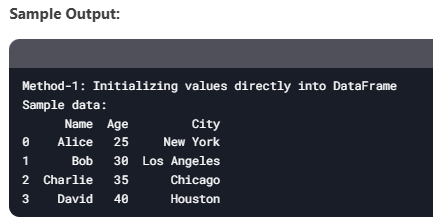 Sample Output:
Method-1: Initializing values directly into DataFrame
Sample data:
      Name  Age         City
0    Alice   25     New York
1      Bob   30  Los Angeles
2  Charlie   35      Chicago
3    David   40      Houston